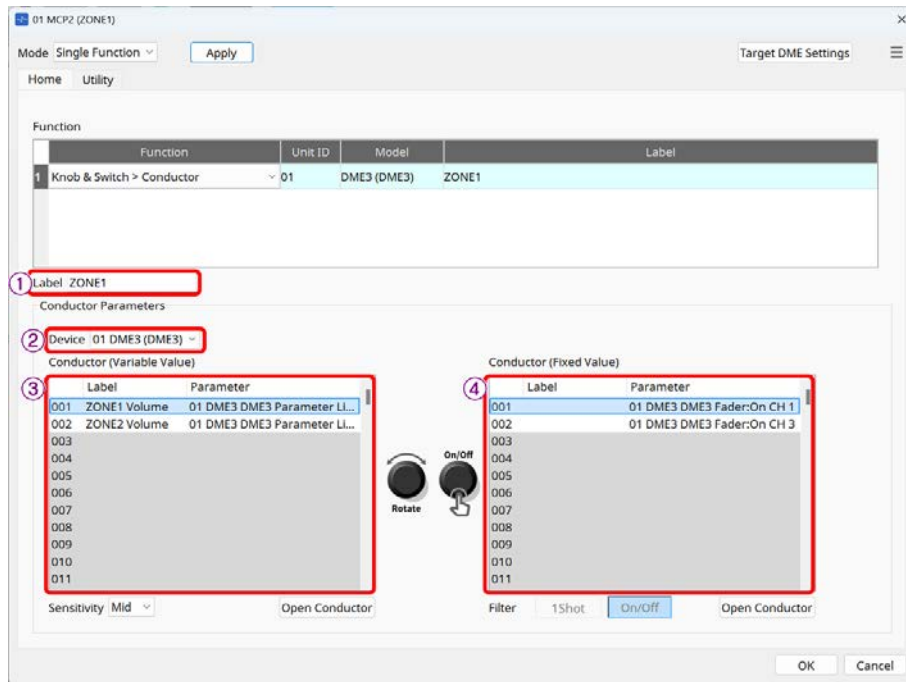 01 MCP2 (ZONE1)
Mode Single Function Apply Target DME Settings
Home Utility
Function
Function Unit ID Model Label
1 Knob & Switch > Conductor 01 DME3 (DME3) ZONE1
① Label ZONE1
Conductor Parameters
② Device 01 DME3 (DME3)
Conductor (Variable Value)
③ Label Parameter
001 ZONE1 Volume 01 DME3 DME3 Parameter Li...
002 ZONE2 Volume 01 DME3 DME3 Parameter Li...
003
004
005
006
007
008
009
010
011
Sensitivity Mid Open Conductor
Rotate
On/Off
Conductor (Fixed Value)
④ Label Parameter
001 01 DME3 DME3 Fader:On CH 1
002 01 DME3 DME3 Fader:On CH 3
003
004
005
006
007
008
009
010
011
Filter 1Shot On/Off Open Conductor
OK Cancel